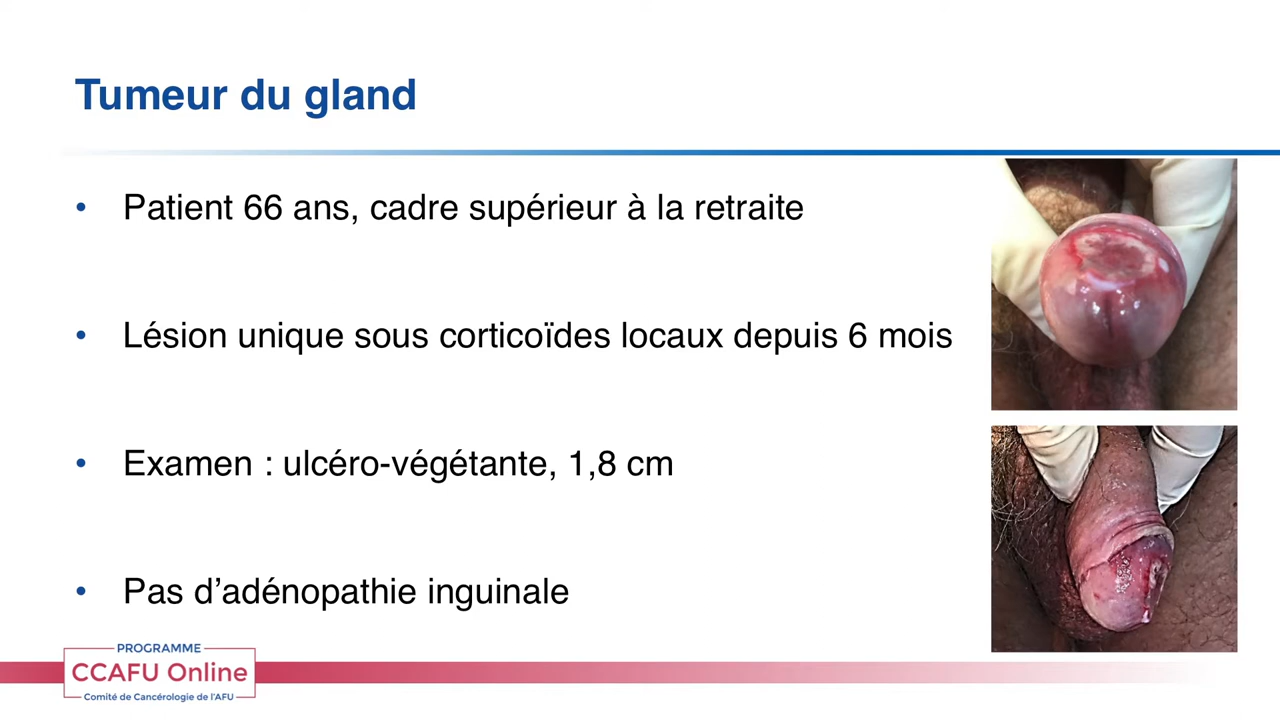 Tumeur du gland
• Patient 66 ans, cadre supérieur à la retraite
• Lésion unique sous corticoïdes locaux depuis 6 mois
• Examen : ulcéro-végétante, 1,8 cm
• Pas d’adénopathie inguinale
PROGRAMME
CCAFU Online
Comité de Cancérologie de l'AFU